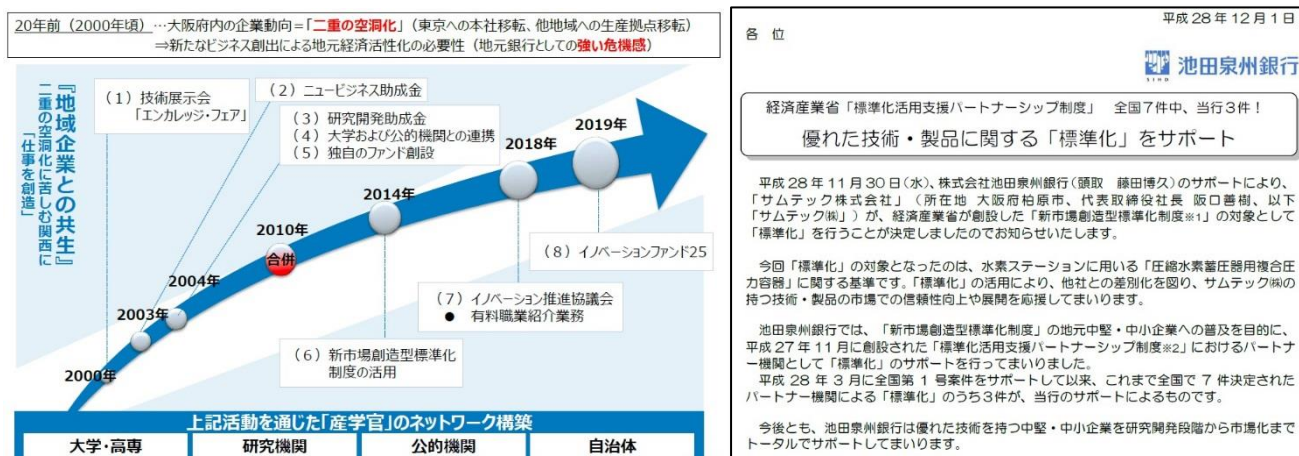 20年前（2000年頃）…大阪府内の企業動向＝「二重の空洞化」（東京への本社移転、他地域への生産拠点移転）
⇒新たなビジネス創出による地元経済活性化の必要性（地元銀行としての強い危機感）
『地域企業との共生』
二重の空洞化に苦しむ関西に
「仕事を創造」
（1）技術展示会
「エンカレッジ・フェア」
（2）ニュービジネス助成金
（3）研究開発助成金
（4）大学および公的機関との連携
（5）独自のファンド創設
2000年
2003年
2004年
2010年
合併
2014年
2018年
2019年
（6）新市場創造型標準化
制度の活用
（7）イノベーション推進協議会
● 有料職業紹介業務
（8）イノベーションファンド25
上記活動を通じた「産学官」のネットワーク構築
大学・高専
研究機関
公的機関
自治体
平成28年12月1日
各 位
池田泉州銀行
経済産業省「標準化活用支援パートナーシップ制度」 全国7件中、当行3件！
優れた技術・製品に関する「標準化」をサポート
平成28年11月30日（水）、株式会社池田泉州銀行（頭取 藤田博久）のサポートにより、
「サムテック株式会社」（所在地 大阪府柏原市、代表取締役社長 阪口善樹、以下
「サムテック㈱」）が、経済産業省が創設した「新市場創造型標準化制度※1」の対象として
「標準化」を行うことが決定しましたのでお知らせいたします。
今回「標準化」の対象となったのは、水素ステーションに用いる「圧縮水素蓄圧器用複合圧
力容器」に関する基準です。「標準化」の活用により、他社との差別化を図り、サムテック㈱の
持つ技術・製品の市場での信頼性向上や展開を応援してまいります。
池田泉州銀行では、「新市場創造型標準化制度」の地元中堅・中小企業への普及を目的に、
平成27年11月に創設された「標準化活用支援パートナーシップ制度※2」におけるパートナ
ー機関として「標準化」のサポートを行ってまいりました。
平成28年3月に全国第1号案件をサポートして以来、これまで全国で7件決定された
パートナー機関による「標準化」のうち3件が、当行のサポートによるものです。
今後とも、池田泉州銀行は優れた技術を持つ中堅・中小企業を研究開発段階から市場化まで
トータルでサポートしてまいります。